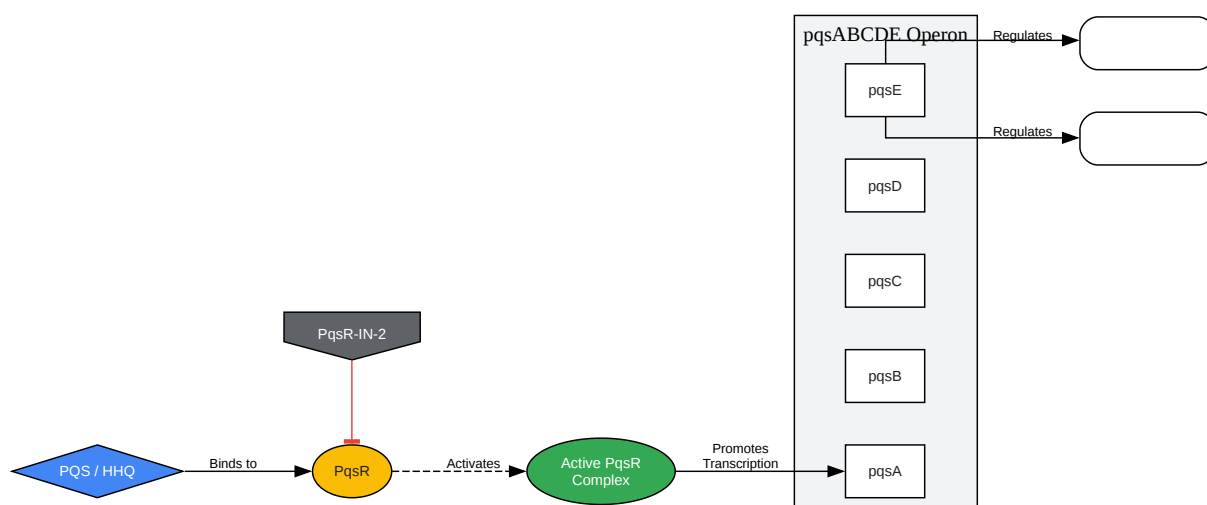 pqsABCDE Operon
Regulates
pqsE
Regulates
pqsD
pqsC
PqsR-IN-2
pqsB
PQS / HHQ
Binds to
PqsR
Activates
Active PqsR
Complex
Promotes
Transcription
pqsA